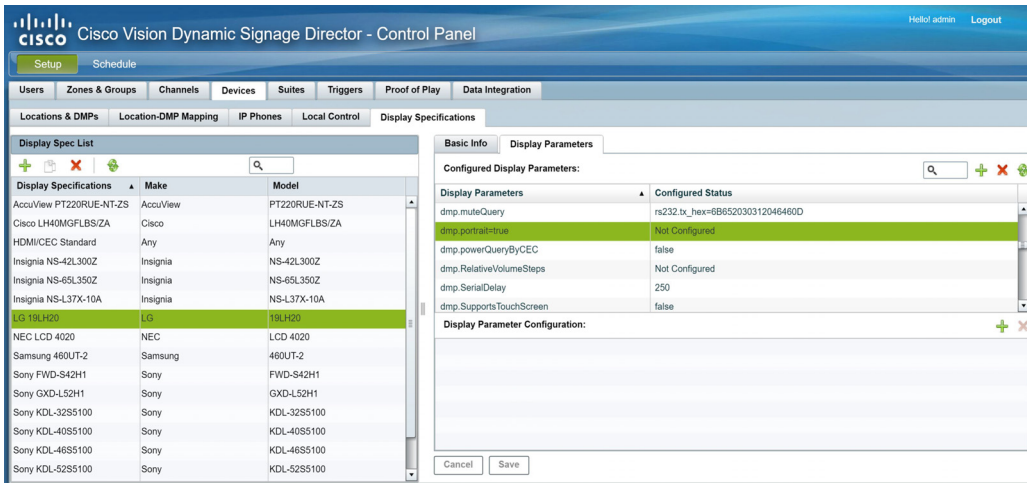 Hello! admin Logout
CISCO Cisco Vision Dynamic Signage Director - Control Panel
Setup Schedule
Users Zones & Groups Channels Devices Suites Triggers Proof of Play Data Integration
Locations & DMPs Location-DMP Mapping IP Phones Local Control Display Specifications
Display Spec List
Display Specifications Make Model
AccuView PT220RUE-NT-ZS AccuView PT220RUE-NT-ZS
Cisco LH40MGFLBS/ZA Cisco LH40MGFLBS/ZA
HDMI/CEC Standard Any Any
Insignia NS-42L300Z Insignia NS-42L300Z
Insignia NS-65L350Z Insignia NS-65L350Z
Insignia NS-L37X-10A Insignia NS-L37X-10A
LG 19LH20 LG 19LH20
NEC LCD 4020 NEC LCD 4020
Samsung 460UT-2 Samsung 460UT-2
Sony FWD-S42H1 Sony FWD-S42H1
Sony GXD-L52H1 Sony GXD-L52H1
Sony KDL-32S5100 Sony KDL-32S5100
Sony KDL-40S5100 Sony KDL-40S5100
Sony KDL-46S5100 Sony KDL-46S5100
Sony KDL-52S5100 Sony KDL-52S5100
Basic Info Display Parameters
Configured Display Parameters:
Display Parameters Configured Status
dmp.muteQuery rs232.tx_hex=6B652030312046460D
dmp.portrait=true Not Configured
dmp.powerQueryByCEC false
dmp.RelativeVolumeSteps Not Configured
dmp.SerialDelay 250
dmp.SupportsTouchScreen false
Display Parameter Configuration:
Cancel Save